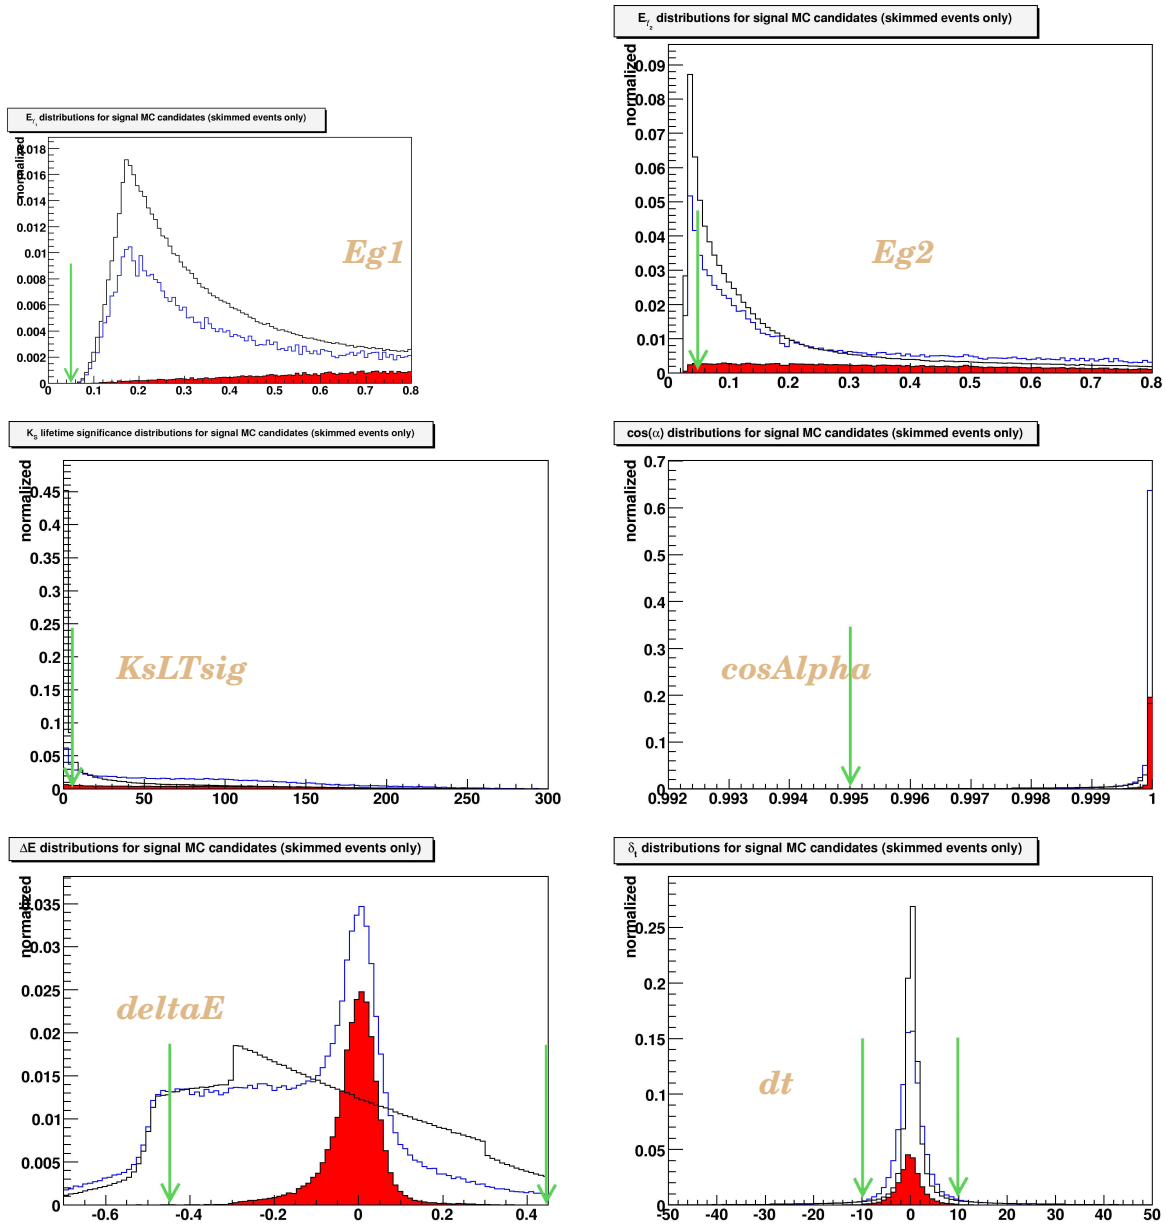 E_γ1 distributions for signal MC candidates (skimmed events only)
normalized
0.018
0.016
0.014
0.012
0.01
0.008
0.006
0.004
0.002
0
Eg1
0 0.1 0.2 0.3 0.4 0.5 0.6 0.7 0.8
E_γ2 distributions for signal MC candidates (skimmed events only)
normalized
0.09
0.08
0.07
0.06
0.05
0.04
0.03
0.02
0.01
0
Eg2
0 0.1 0.2 0.3 0.4 0.5 0.6 0.7 0.8
K_S lifetime significance distributions for signal MC candidates (skimmed events only)
normalized
0.45
0.4
0.35
0.3
0.25
0.2
0.15
0.1
0.05
0
KsLTsig
0 50 100 150 200 250 300
cos(α) distributions for signal MC candidates (skimmed events only)
normalized
0.7
0.6
0.5
0.4
0.3
0.2
0.1
0
cosAlpha
0.992 0.993 0.994 0.995 0.996 0.997 0.998 0.999 1
ΔE distributions for signal MC candidates (skimmed events only)
normalized
0.035
0.03
0.025
0.02
0.015
0.01
0.005
0
deltaE
-0.6 -0.4 -0.2 0 0.2 0.4
δ_t distributions for signal MC candidates (skimmed events only)
normalized
0.25
0.2
0.15
0.1
0.05
0
dt
-50 -40 -30 -20 -10 0 10 20 30 40 50